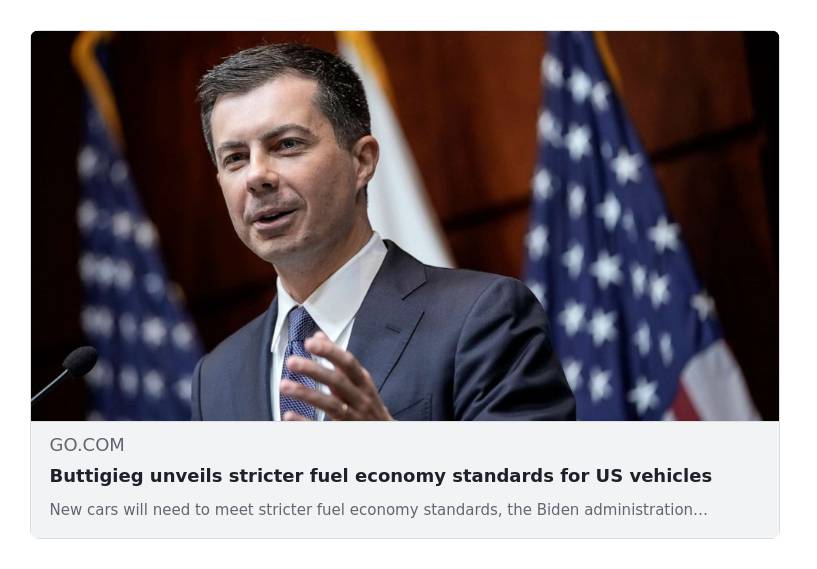 GO.COM
Buttigieg unveils stricter fuel economy standards for US vehicles
New cars will need to meet stricter fuel economy standards, the Biden administration...